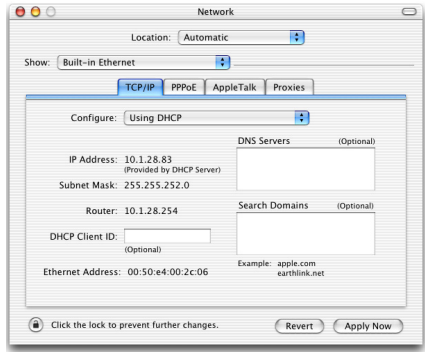 Network
Location: Automatic
Show: Built-in Ethernet
TCP/IP PPPoE AppleTalk Proxies
Configure: Using DHCP
DNS Servers (Optional)
IP Address: 10.1.28.83
(Provided by DHCP Server)
Subnet Mask: 255.255.252.0
Router: 10.1.28.254
Search Domains (Optional)
DHCP Client ID:
(Optional)
Example: apple.com
earthlink.net
Ethernet Address: 00:50:e4:00:2c:06
Click the lock to prevent further changes.
Revert Apply Now